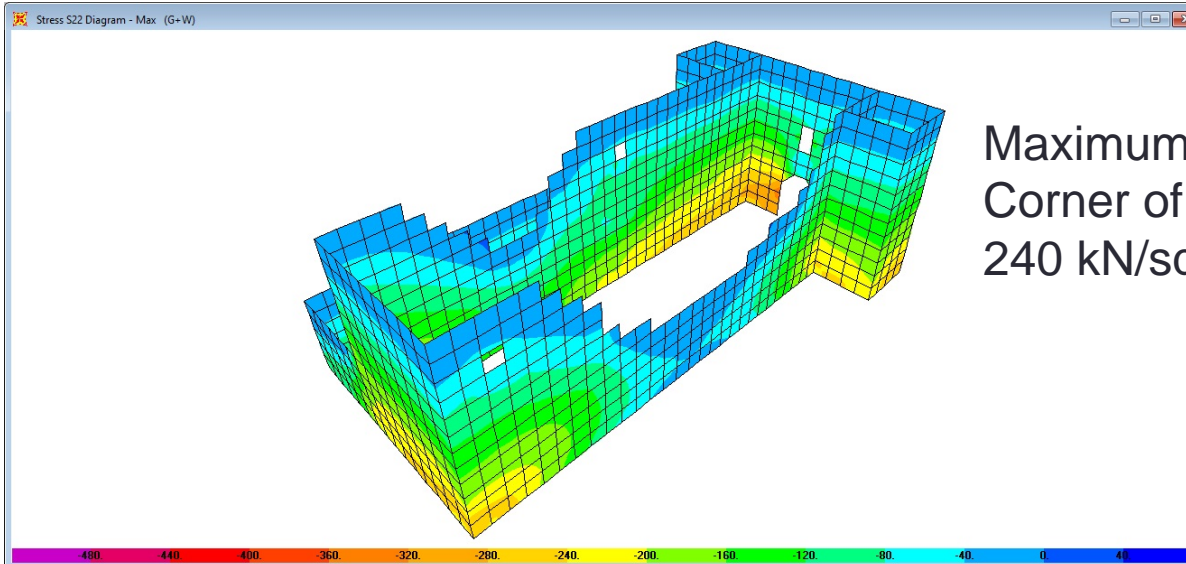 Stress S22 Diagram - Max (G+W)
Maximum
Corner of
240 kN/
-480. -440. -400. -360. -320. -280. -240. -200. -160. -120. -80. -40. 0. 40.